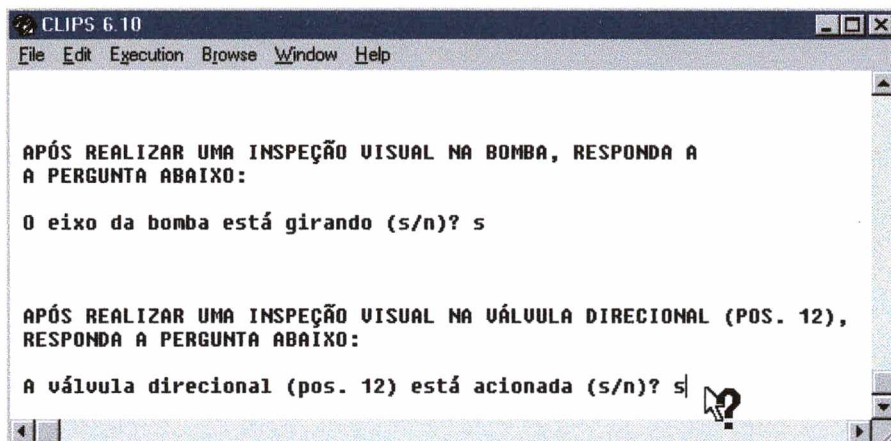 CLIPS 6.10
File Edit Execution Browse Window Help
APÓS REALIZAR UMA INSPEÇÃO VISUAL NA BOMBA, RESPONDA A
A PERGUNTA ABAIXO:
O eixo da bomba está girando (s/n)? s
APÓS REALIZAR UMA INSPEÇÃO VISUAL NA VÁLVULA DIRECIONAL (POS. 12),
RESPONDA A PERGUNTA ABAIXO:
A válvula direcional (pos. 12) está acionada (s/n)? s